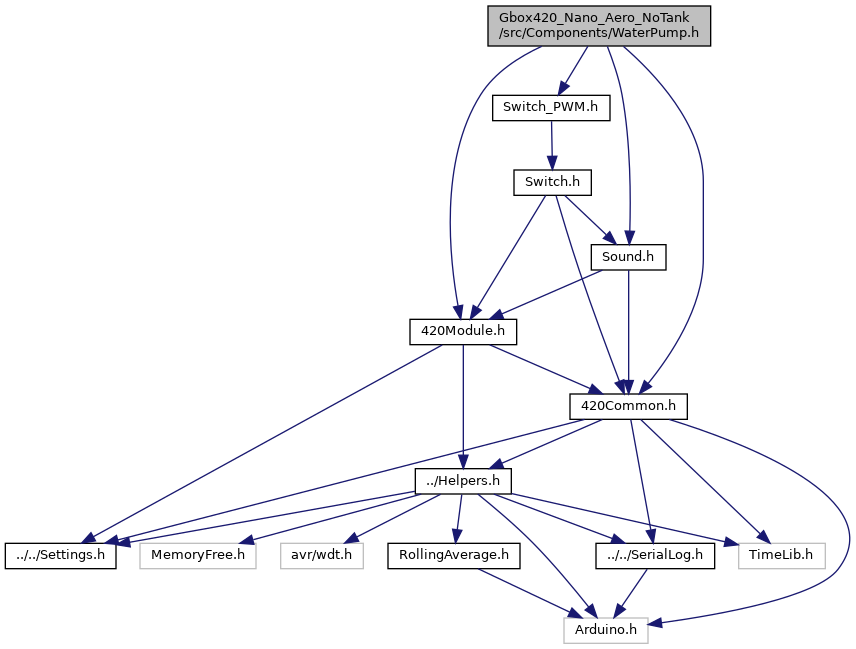 Gbox420_Nano_Aero_NoTank
/src/Components/WaterPump.h
Switch_PWM.h
Switch.h
Sound.h
420Module.h
420Common.h
../Helpers.h
../../Settings.h
MemoryFree.h
avr/wdt.h
RollingAverage.h
../../SerialLog.h
TimeLib.h
Arduino.h